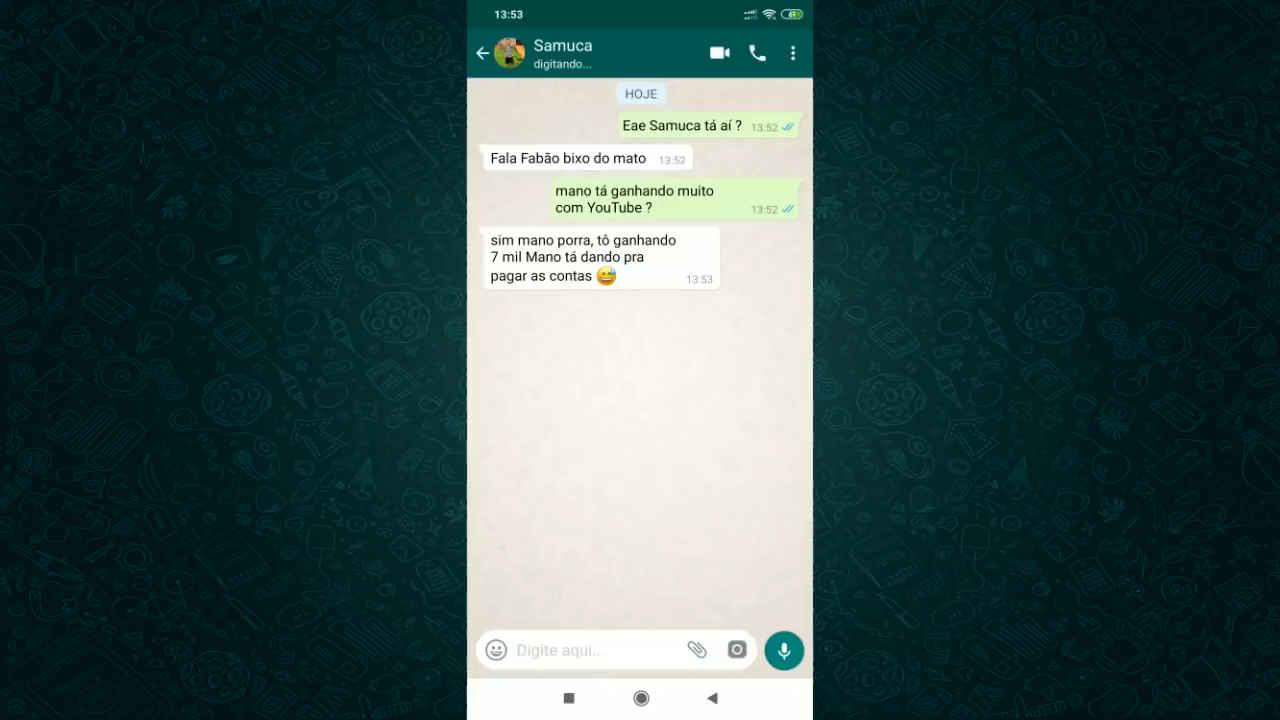 13:53
61
Samuca
digitando...
HOJE
Eae Samuca tá aí ? 13:52
Fala Fabão bixo do mato 13:52
mano tá ganhando muito
com YouTube ? 13:52
sim mano porra, tô ganhando
7 mil Mano tá dando pra
pagar as contas 😅 13:53
Digite aqui...